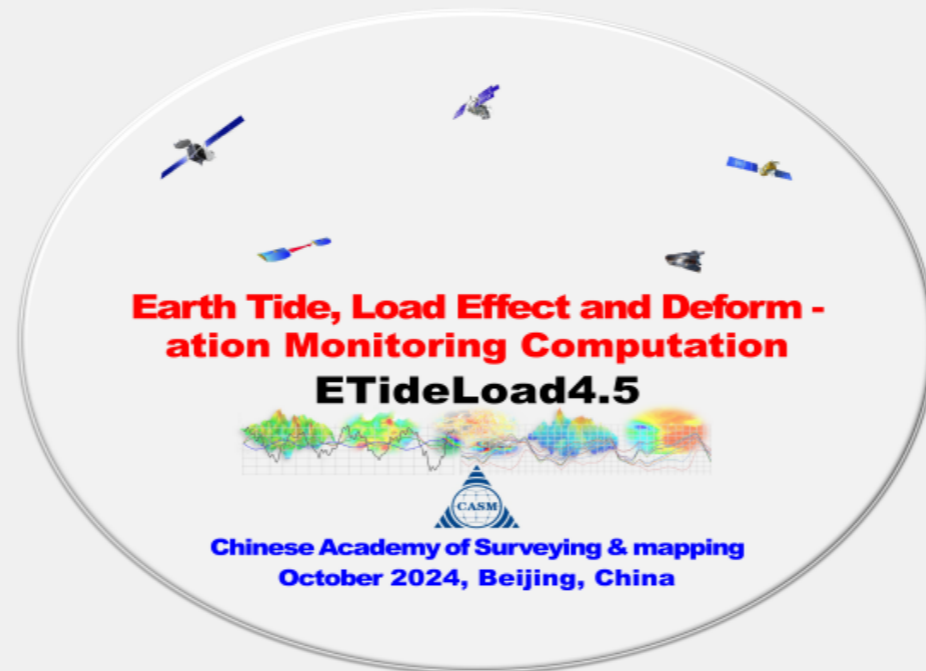 Earth Tide, Load Effect and Deform -
ation Monitoring Computation
ETideLoad4.5
CASM
Chinese Academy of Surveying & mapping
October 2024, Beijing, China